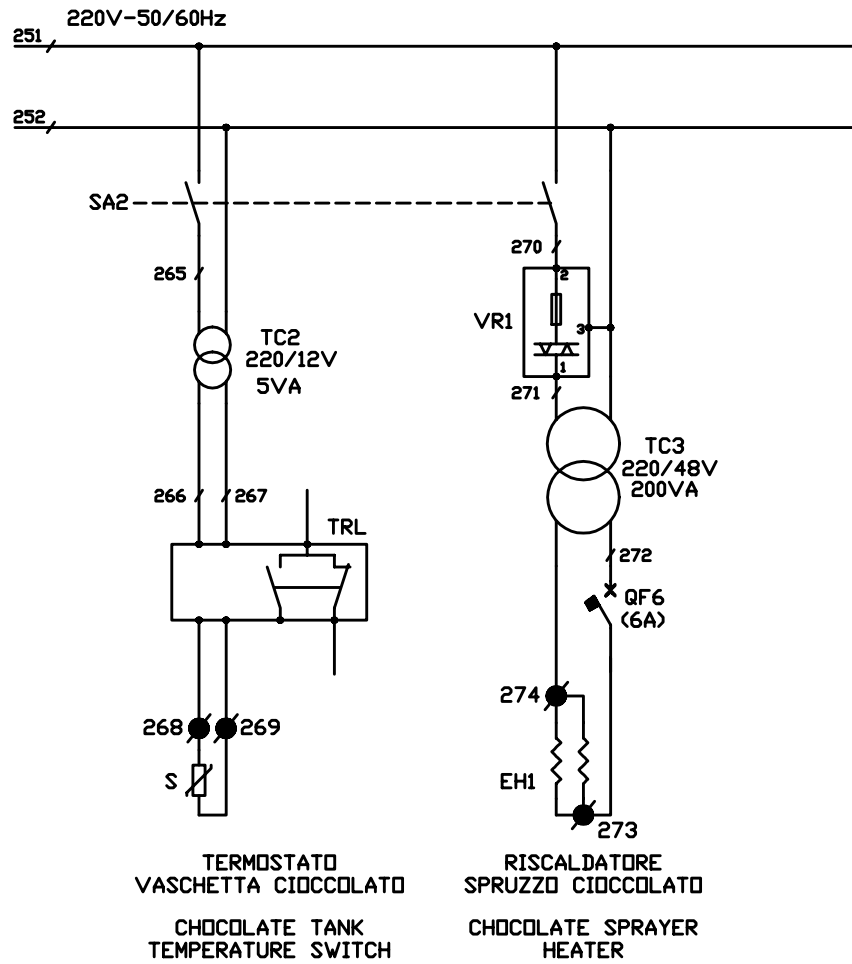 220V-50/60Hz
251
252
SA2
270
265
2
VR1
3
TC2
220/12V
5VA
1
271
TC3
220/48V
200VA
266
267
TRL
272
QF6
(6A)
274
268
269
S
EH1
273
TERMOSTATO
VASCHETTA CIOCCOLATO
RISCALDATORE
SPRUZZO CIOCCOLATO
CHOCOLATE TANK
TEMPERATURE SWITCH
CHOCOLATE SPRAYER
HEATER